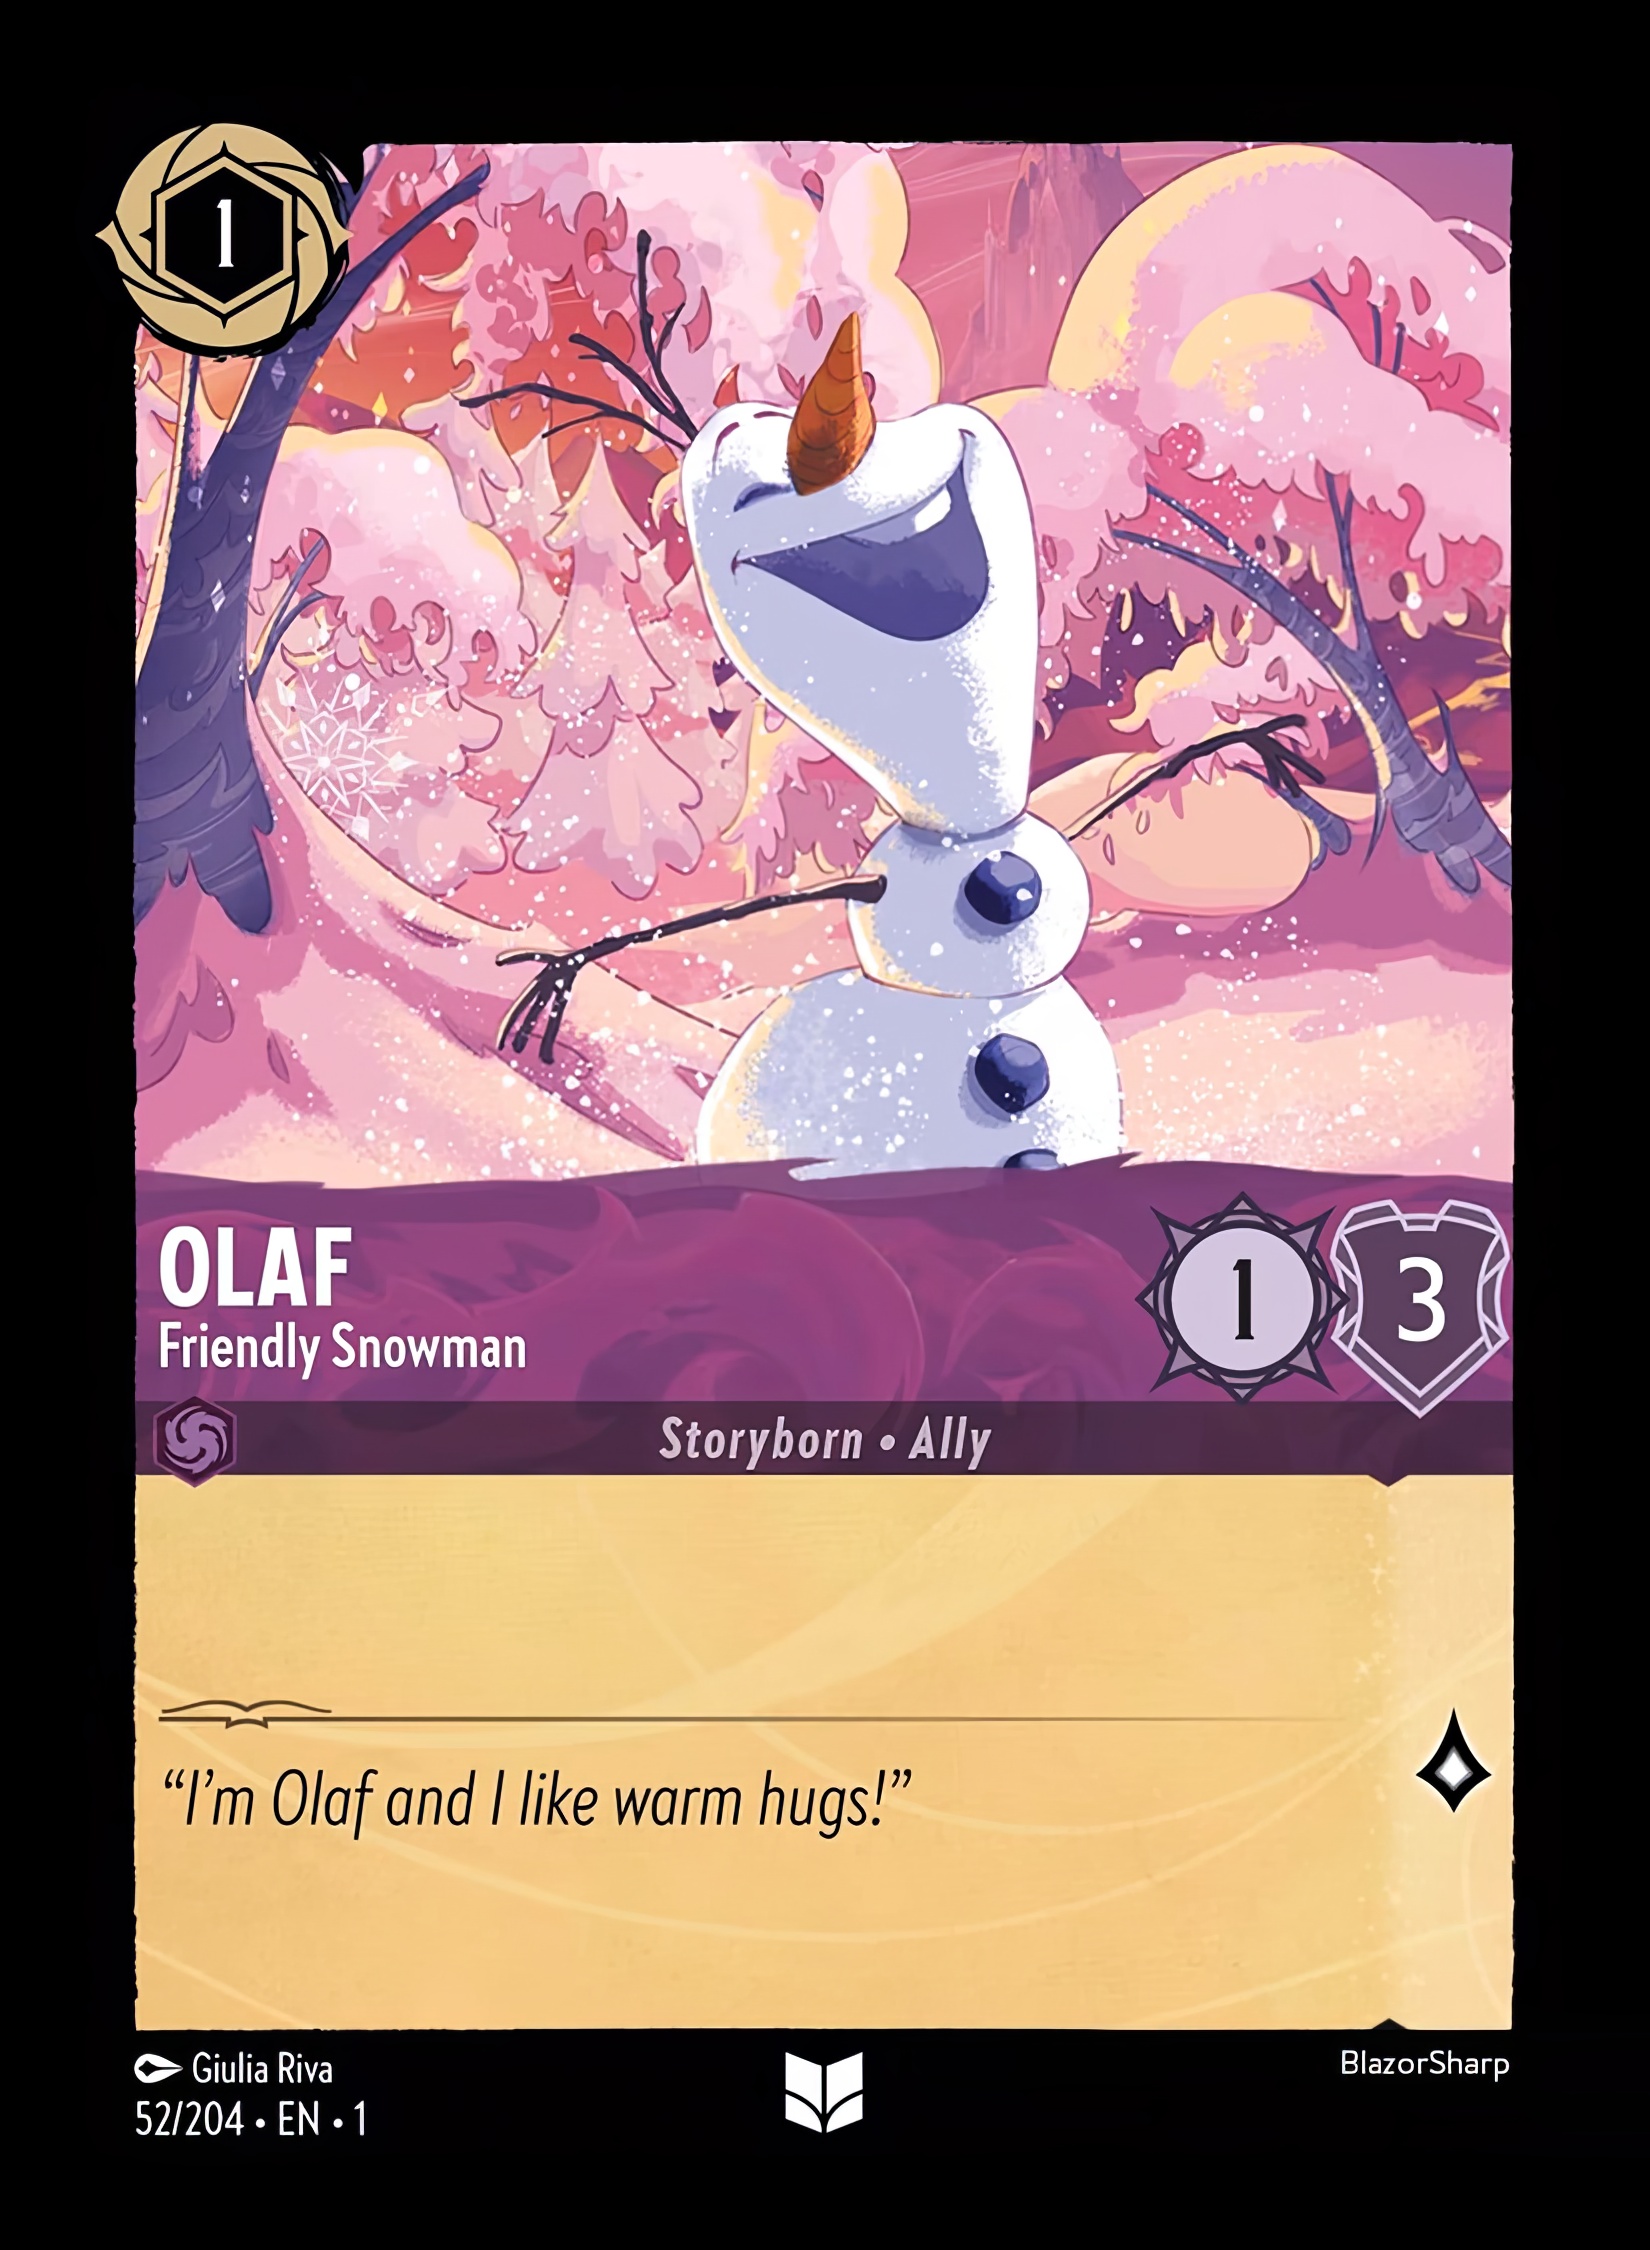 1
OLAF
Friendly Snowman
1 3
Storyborn • Ally
“I’m Olaf and I like warm hugs!”
Giulia Riva
52/204 • EN • 1
BlazorSharp